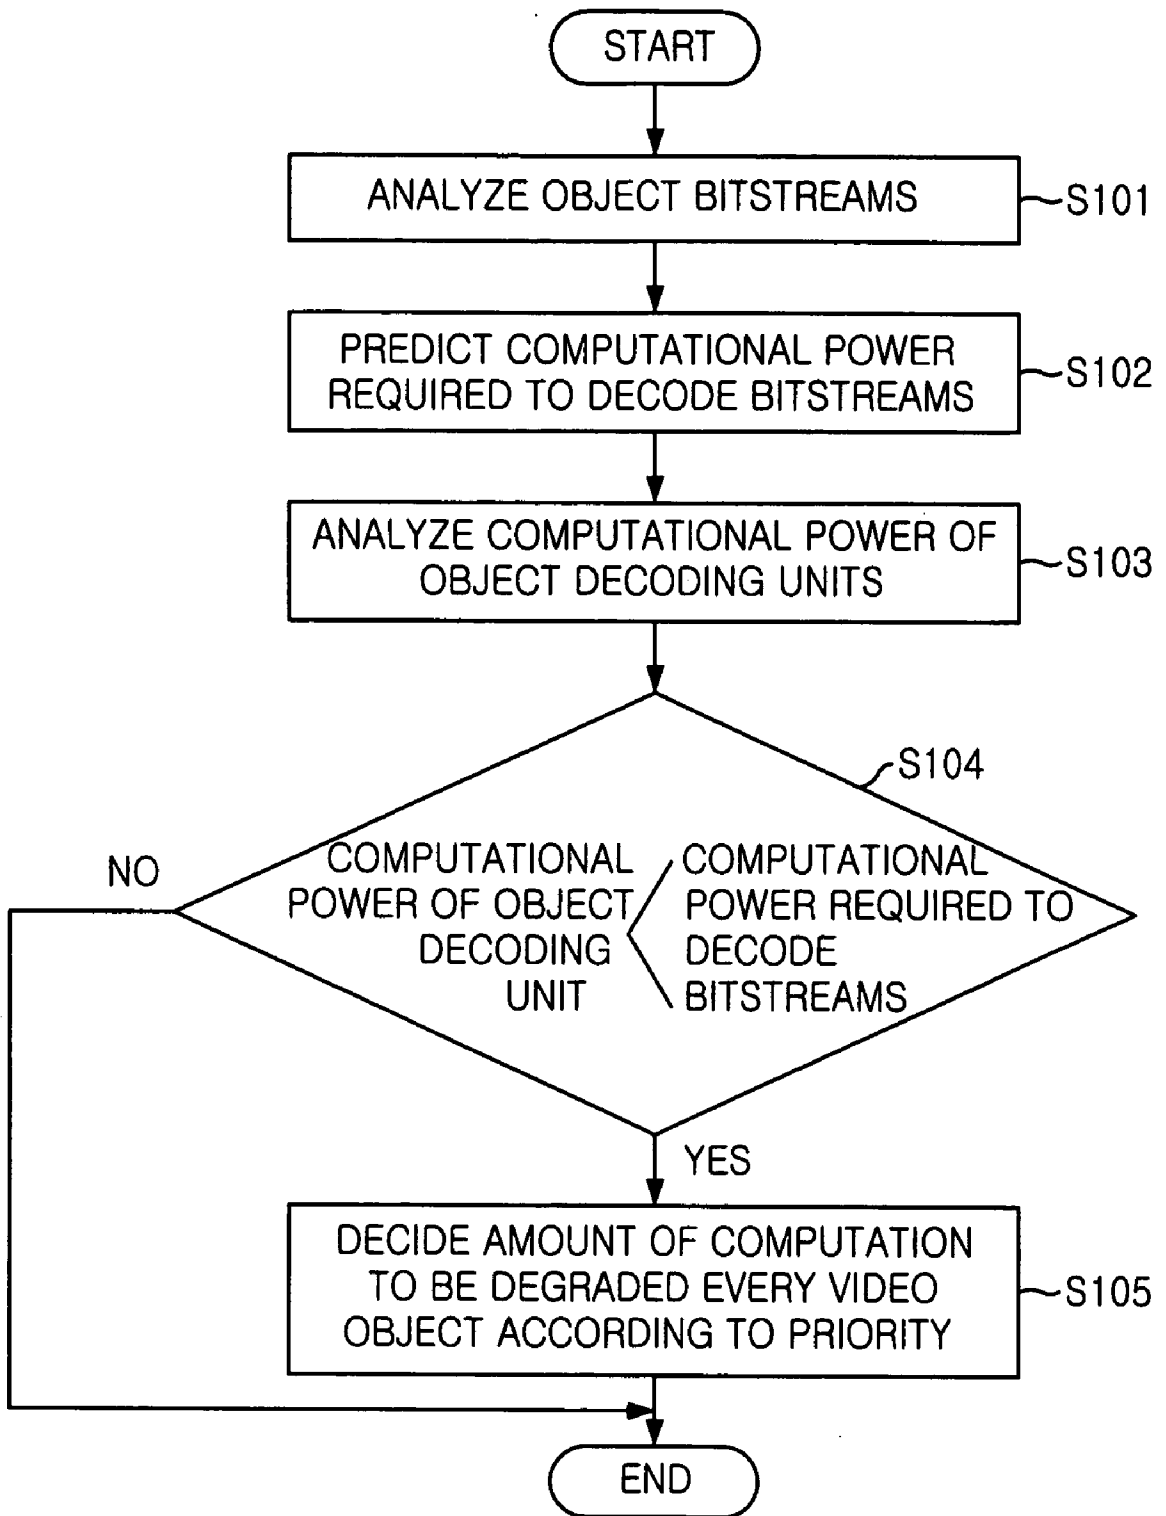 START
ANALYZE OBJECT BITSTREAMS
S101
PREDICT COMPUTATIONAL POWER
REQUIRED TO DECODE BITSTREAMS
S102
ANALYZE COMPUTATIONAL POWER OF
OBJECT DECODING UNITS
S103
S104
NO
COMPUTATIONAL
POWER OF OBJECT
DECODING
UNIT
<
COMPUTATIONAL
POWER REQUIRED TO
DECODE
BITSTREAMS
YES
DECIDE AMOUNT OF COMPUTATION
TO BE DEGRADED EVERY VIDEO
OBJECT ACCORDING TO PRIORITY
S105
END